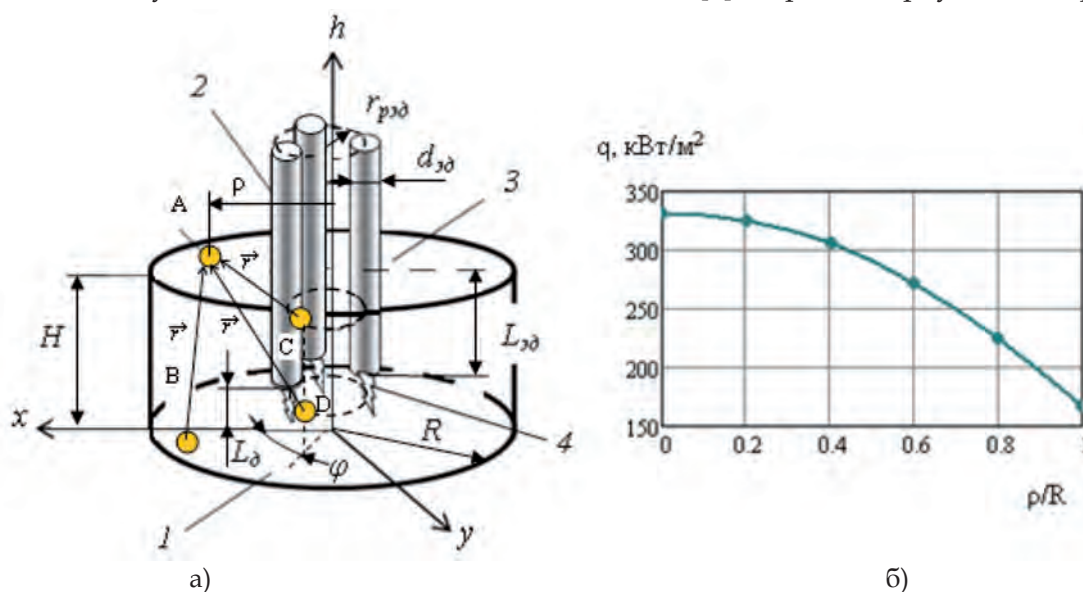 h
2
r_рэд
d_эд
ρ
A
3
r⃗
H
r⃗
r⃗
C
L_эд
B
D
x
R
L_д
φ
4
1
y
а)
q, кВт/м²
350
300
250
200
150
0 0.2 0.4 0.6 0.8
ρ/R
б)